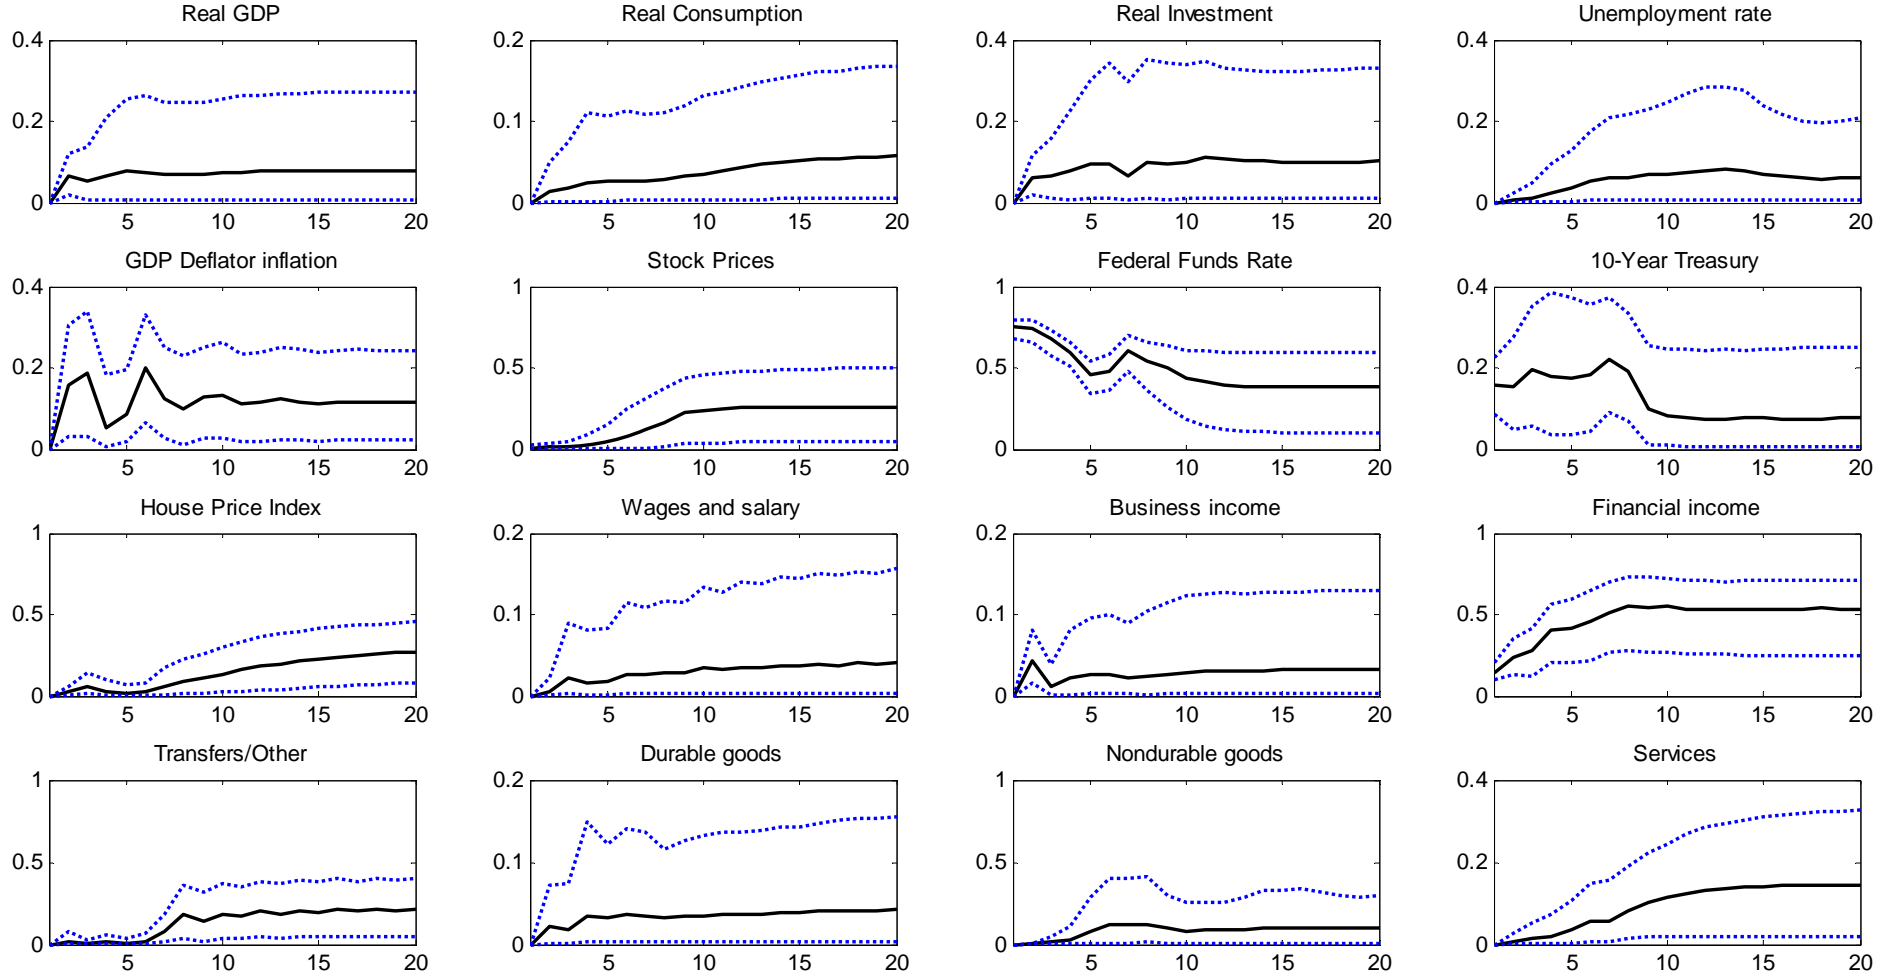 Real GDP
0.4
0.2
0
5 10 15 20
Real Consumption
0.2
0.1
0
5 10 15 20
Real Investment
0.4
0.2
0
5 10 15 20
Unemployment rate
0.4
0.2
0
5 10 15 20
GDP Deflator inflation
0.4
0.2
0
5 10 15 20
Stock Prices
1
0.5
0
5 10 15 20
Federal Funds Rate
1
0.5
0
5 10 15 20
10-Year Treasury
0.4
0.2
0
5 10 15 20
House Price Index
1
0.5
0
5 10 15 20
Wages and salary
0.2
0.1
0
5 10 15 20
Business income
0.2
0.1
0
5 10 15 20
Financial income
1
0.5
0
5 10 15 20
Transfers/Other
1
0.5
0
5 10 15 20
Durable goods
0.2
0.1
0
5 10 15 20
Nondurable goods
1
0.5
0
5 10 15 20
Services
0.4
0.2
0
5 10 15 20